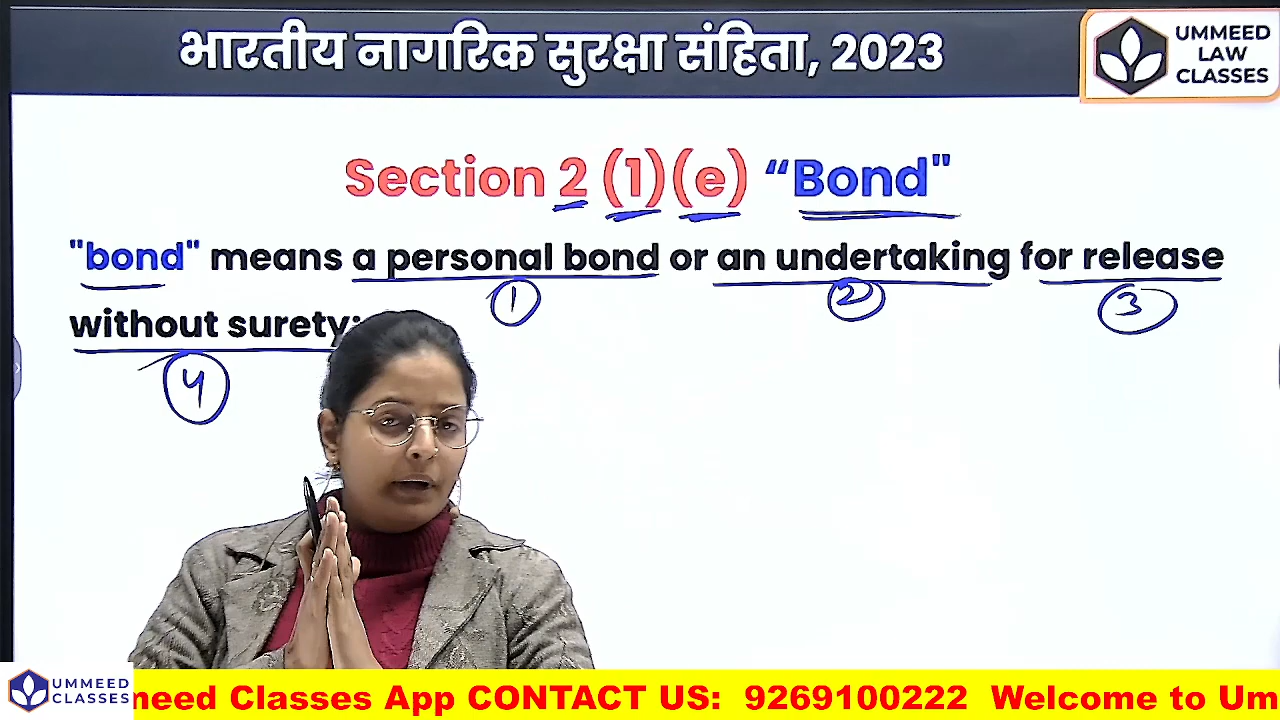 भारतीय नागरिक सुरक्षा संहिता, 2023
UMMEED
LAW
CLASSES
Section 2 (1)(e) “Bond"
"bond" means a personal bond or an undertaking for release
1 2 3
without surety;
4
UMMEED
CLASSES
meed Classes App CONTACT US: 9269100222 Welcome to Um